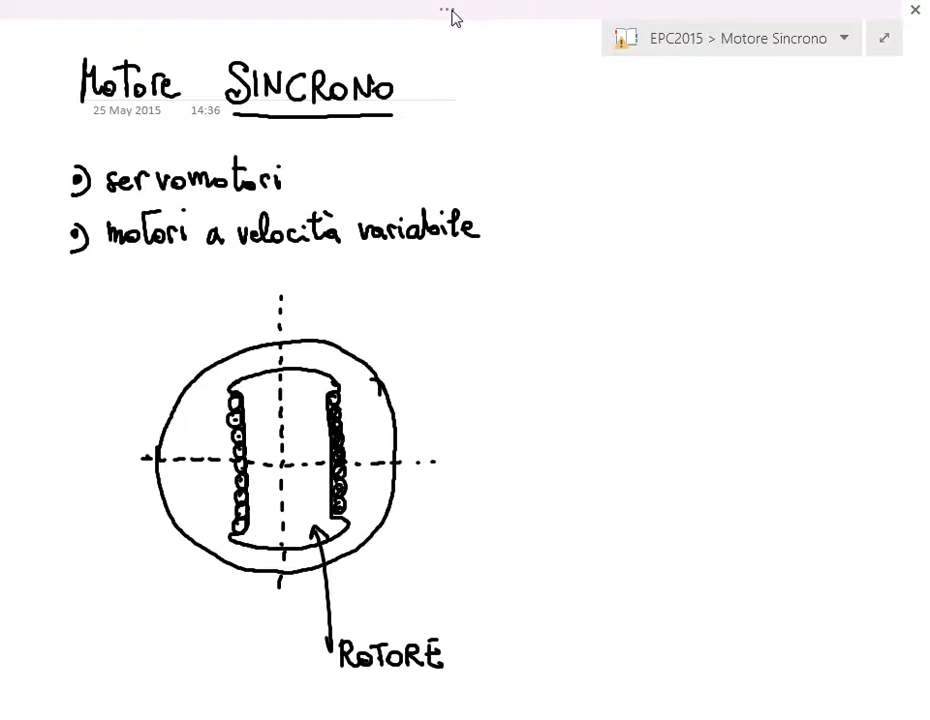 EPC2015 > Motore Sincrono
Motore SINCRONO
25 May 2015 14:36
servomotori
motori a velocità variabile
ROTORE